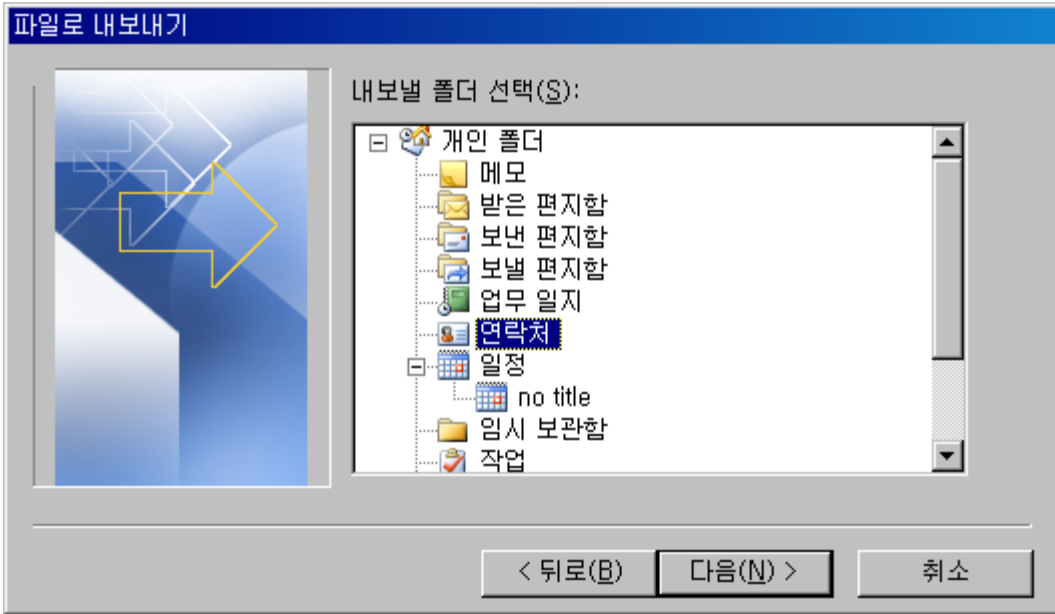 파일로 내보내기
내보낼 폴더 선택(S):
개인 폴더
메모
받은 편지함
보낸 편지함
보낼 편지함
업무 일지
연락처
일정
no title
임시 보관함
작업
< 뒤로(B)
다음(N) >
취소